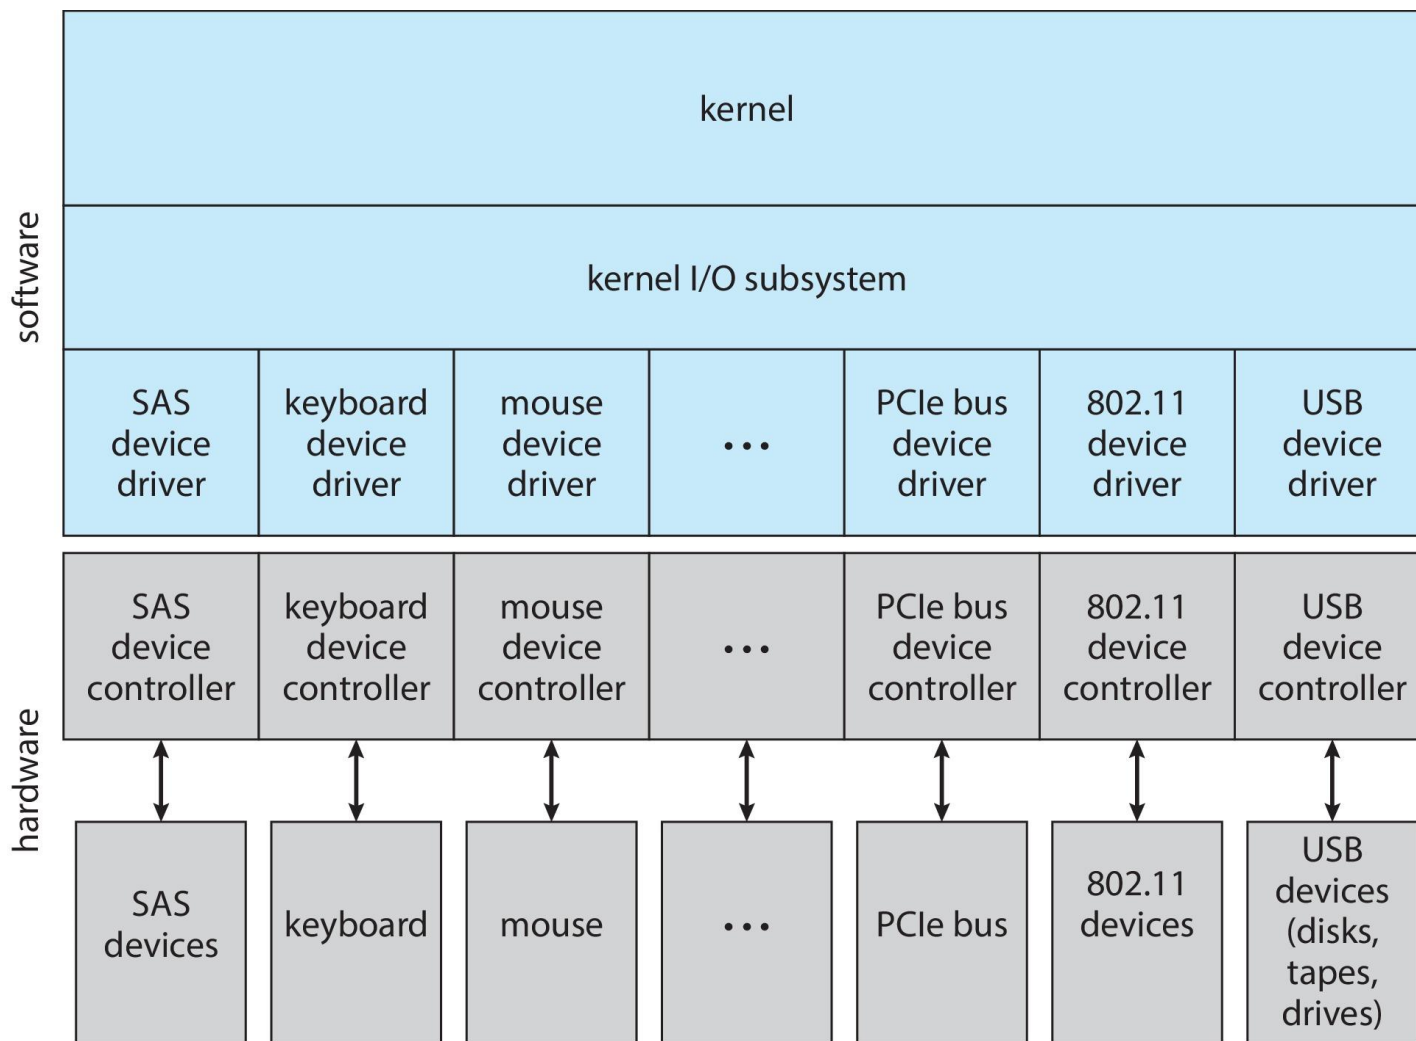 kernel
kernel I/O subsystem
SAS
device
driver
keyboard
device
driver
mouse
device
driver
...
PCIe bus
device
driver
802.11
device
driver
USB
device
driver
software
SAS
device
controller
keyboard
device
controller
mouse
device
controller
...
PCIe bus
device
controller
802.11
device
controller
USB
device
controller
SAS
devices
keyboard
mouse
...
PCIe bus
802.11
devices
USB
devices
(disks,
tapes,
drives)
hardware